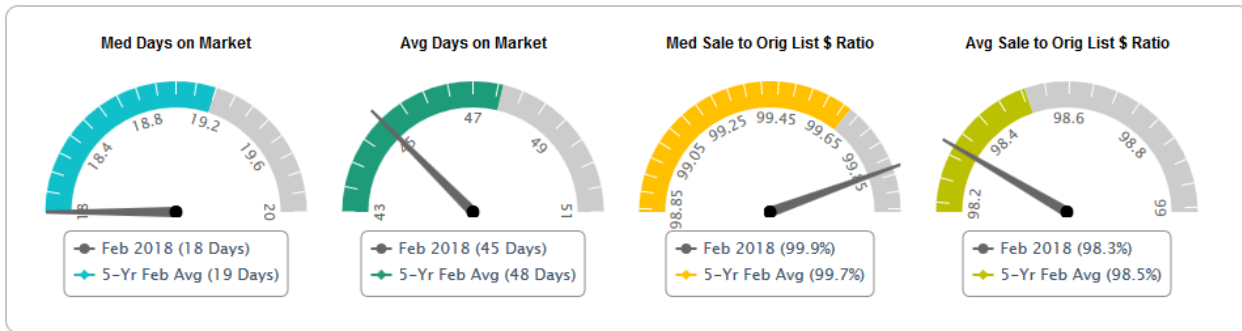 Med Days on Market
18
18.4
18.8
19.2
19.6
20
Feb 2018 (18 Days)
5-Yr Feb Avg (19 Days)
Avg Days on Market
43
45
47
49
51
Feb 2018 (45 Days)
5-Yr Feb Avg (48 Days)
Med Sale to Orig List $ Ratio
98.85
99.05
99.25
99.45
99.65
99.85
Feb 2018 (99.9%)
5-Yr Feb Avg (99.7%)
Avg Sale to Orig List $ Ratio
98.2
98.4
98.6
98.8
99
Feb 2018 (98.3%)
5-Yr Feb Avg (98.5%)